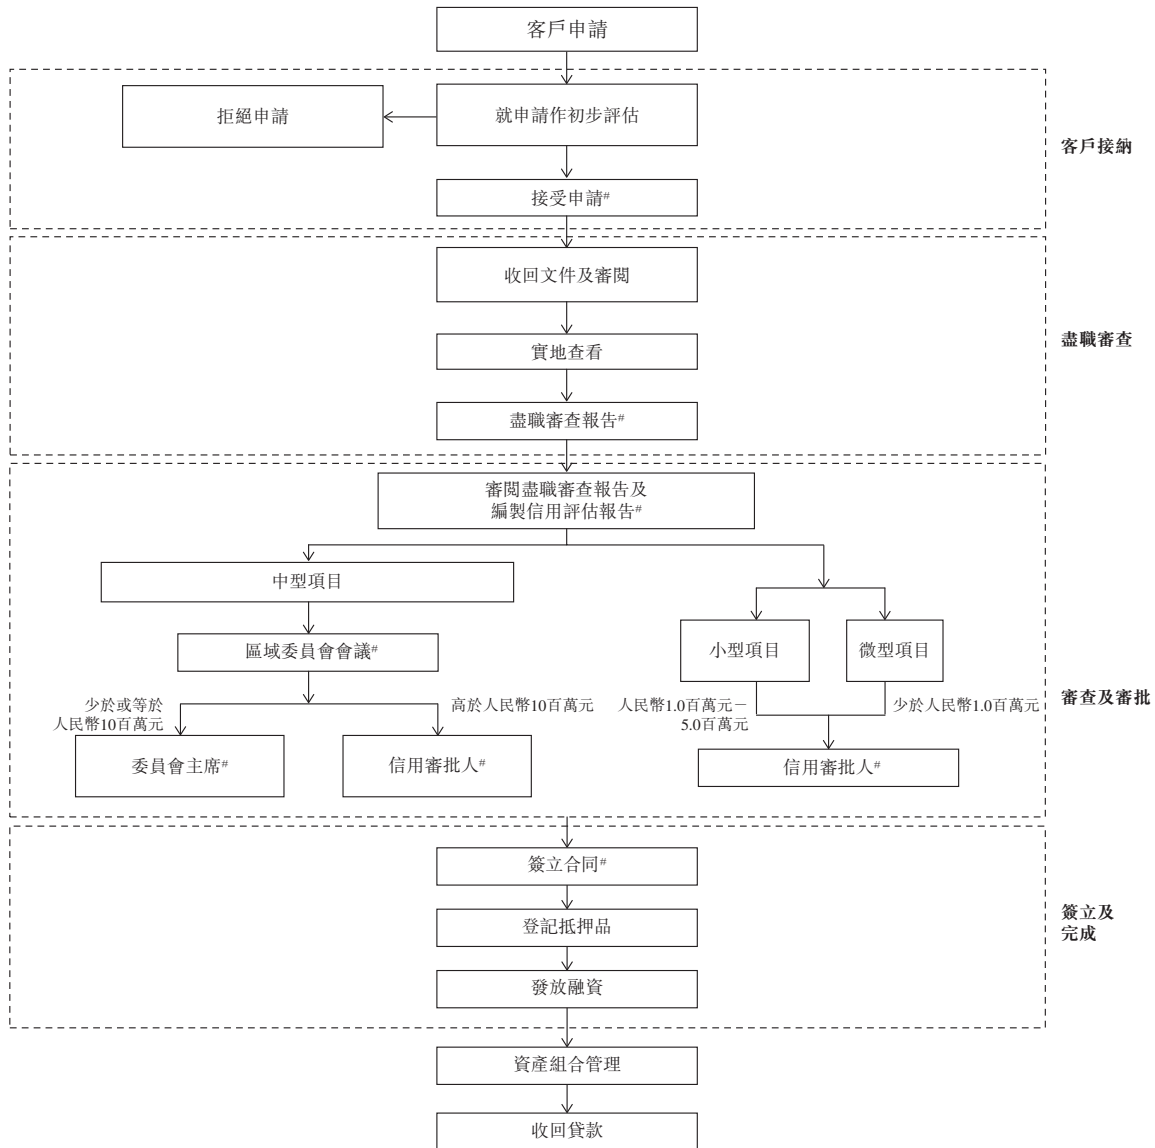 客戶申請
拒絕申請
就申請作初步評估
客戶接納
接受申請#
收回文件及審閱
實地查看
盡職審查
盡職審查報告#
審閱盡職審查報告及
編製信用評估報告#
中型項目
區域委員會會議#
小型項目
微型項目
少於或等於
人民幣10百萬元
高於人民幣10百萬元
人民幣1.0百萬元－
5.0百萬元
少於人民幣1.0百萬元
審查及審批
委員會主席#
信用審批人#
信用審批人#
簽立合同#
登記抵押品
簽立及
完成
發放融資
資產組合管理
收回貸款